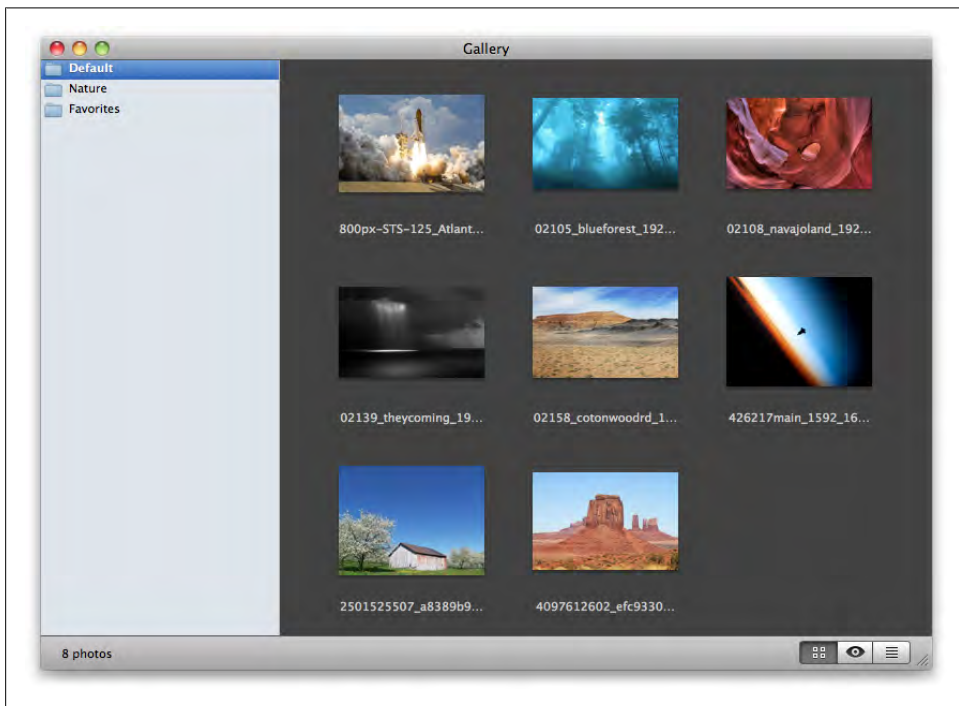 Gallery
Default
Nature
Favorites
800px-STS-125_Atlant...
02105_blueforest_192...
02108_navajoland_192...
02139_theycoming_19...
02158_cotonwoodrd_1...
426217main_1592_16...
2501525507_a8389b9...
4097612602_efc9330...
8 photos